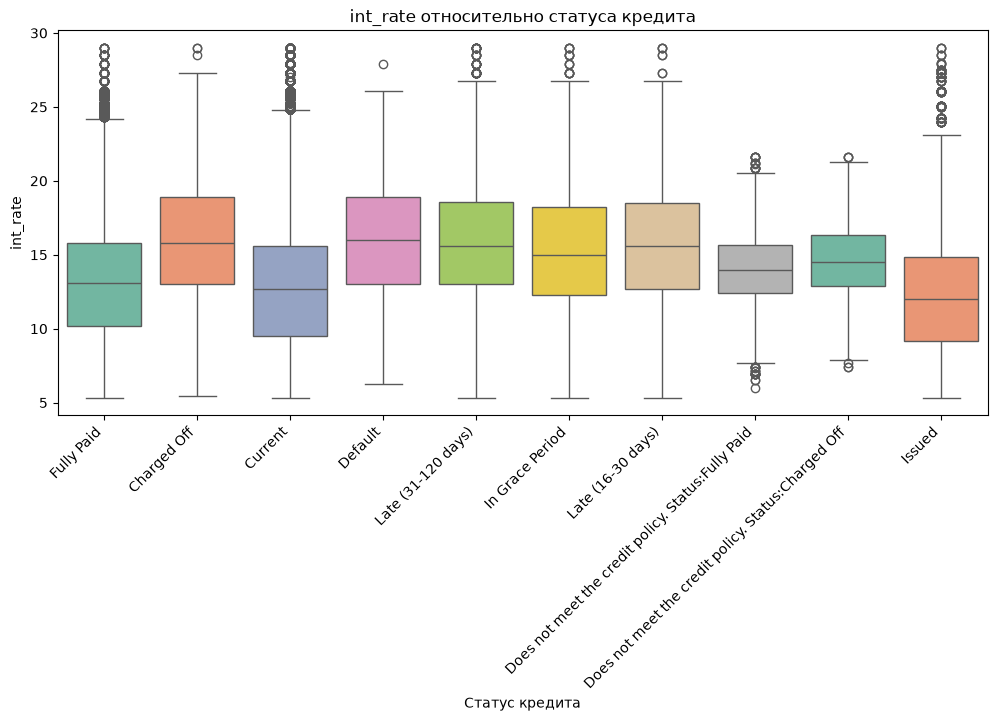 int_rate относительно статуса кредита
int_rate
30
25
20
15
10
5
Fully Paid
Charged Off
Current
Default
Late (31-120 days)
In Grace Period
Late (16-30 days)
Does not meet the credit policy. Status:Fully Paid
Does not meet the credit policy. Status:Charged Off
Issued
Статус кредита